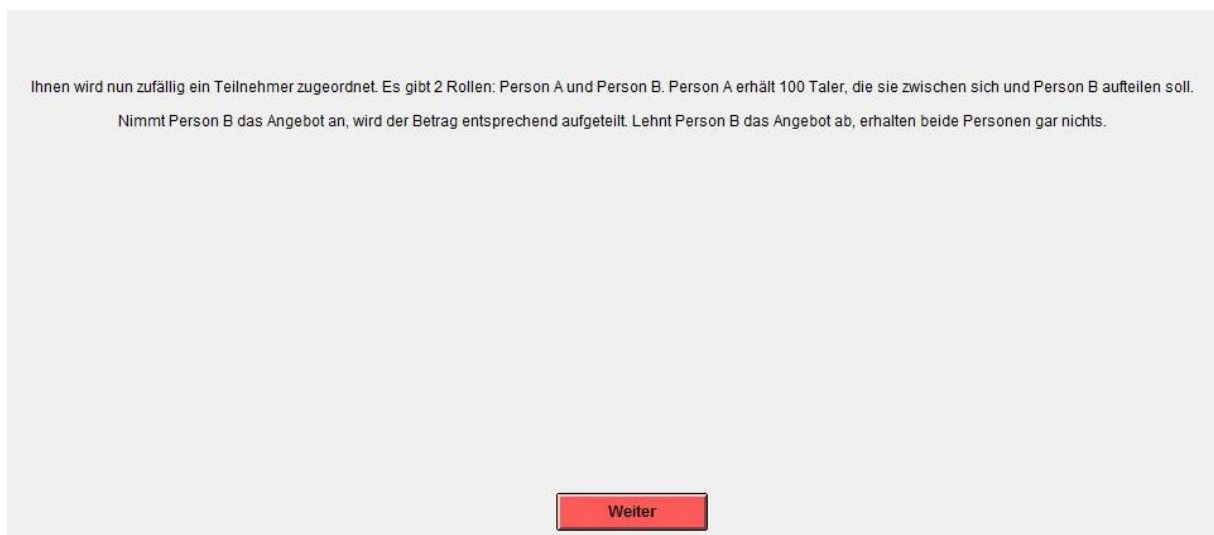 Ihnen wird nun zufällig ein Teilnehmer zugeordnet. Es gibt 2 Rollen: Person A und Person B. Person A erhält 100 Taler, die sie zwischen sich und Person B aufteilen soll.
Nimmt Person B das Angebot an, wird der Betrag entsprechend aufgeteilt. Lehnt Person B das Angebot ab, erhalten beide Personen gar nichts.
Weiter